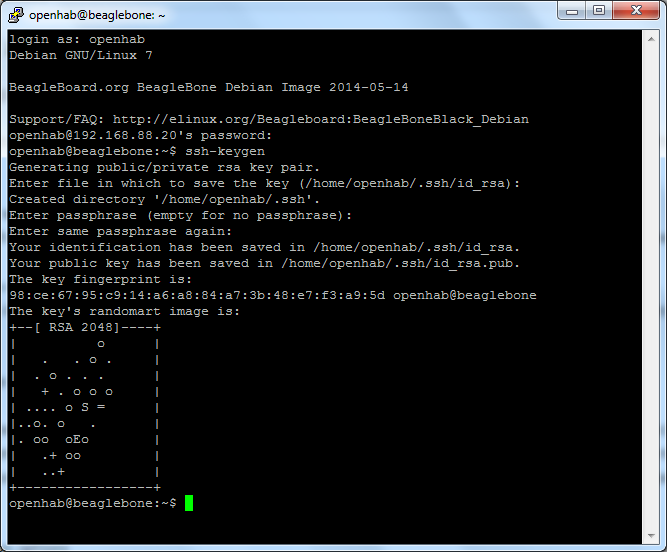 openhab@beaglebone: ~
login as: openhab
Debian GNU/Linux 7
BeagleBoard.org BeagleBone Debian Image 2014-05-14
Support/FAQ: http://elinux.org/Beagleboard:BeagleBoneBlack_Debian
openhab@192.168.88.20's password:
openhab@beaglebone:~$ ssh-keygen
Generating public/private rsa key pair.
Enter file in which to save the key (/home/openhab/.ssh/id_rsa):
Created directory '/home/openhab/.ssh'.
Enter passphrase (empty for no passphrase):
Enter same passphrase again:
Your identification has been saved in /home/openhab/.ssh/id_rsa.
Your public key has been saved in /home/openhab/.ssh/id_rsa.pub.
The key fingerprint is:
98:ce:67:95:c9:14:a6:a8:84:a7:3b:48:e7:f3:a9:5d openhab@beaglebone
The key's randomart image is:
+--[ RSA 2048]----+
|          o      |
|   .   . o .     |
|  . o . . .      |
|   + . o o o     |
| .... o S =      |
|..o. o   .       |
|. oo  oEo        |
|   .+ oo         |
|   ..+           |
+-----------------+
openhab@beaglebone:~$